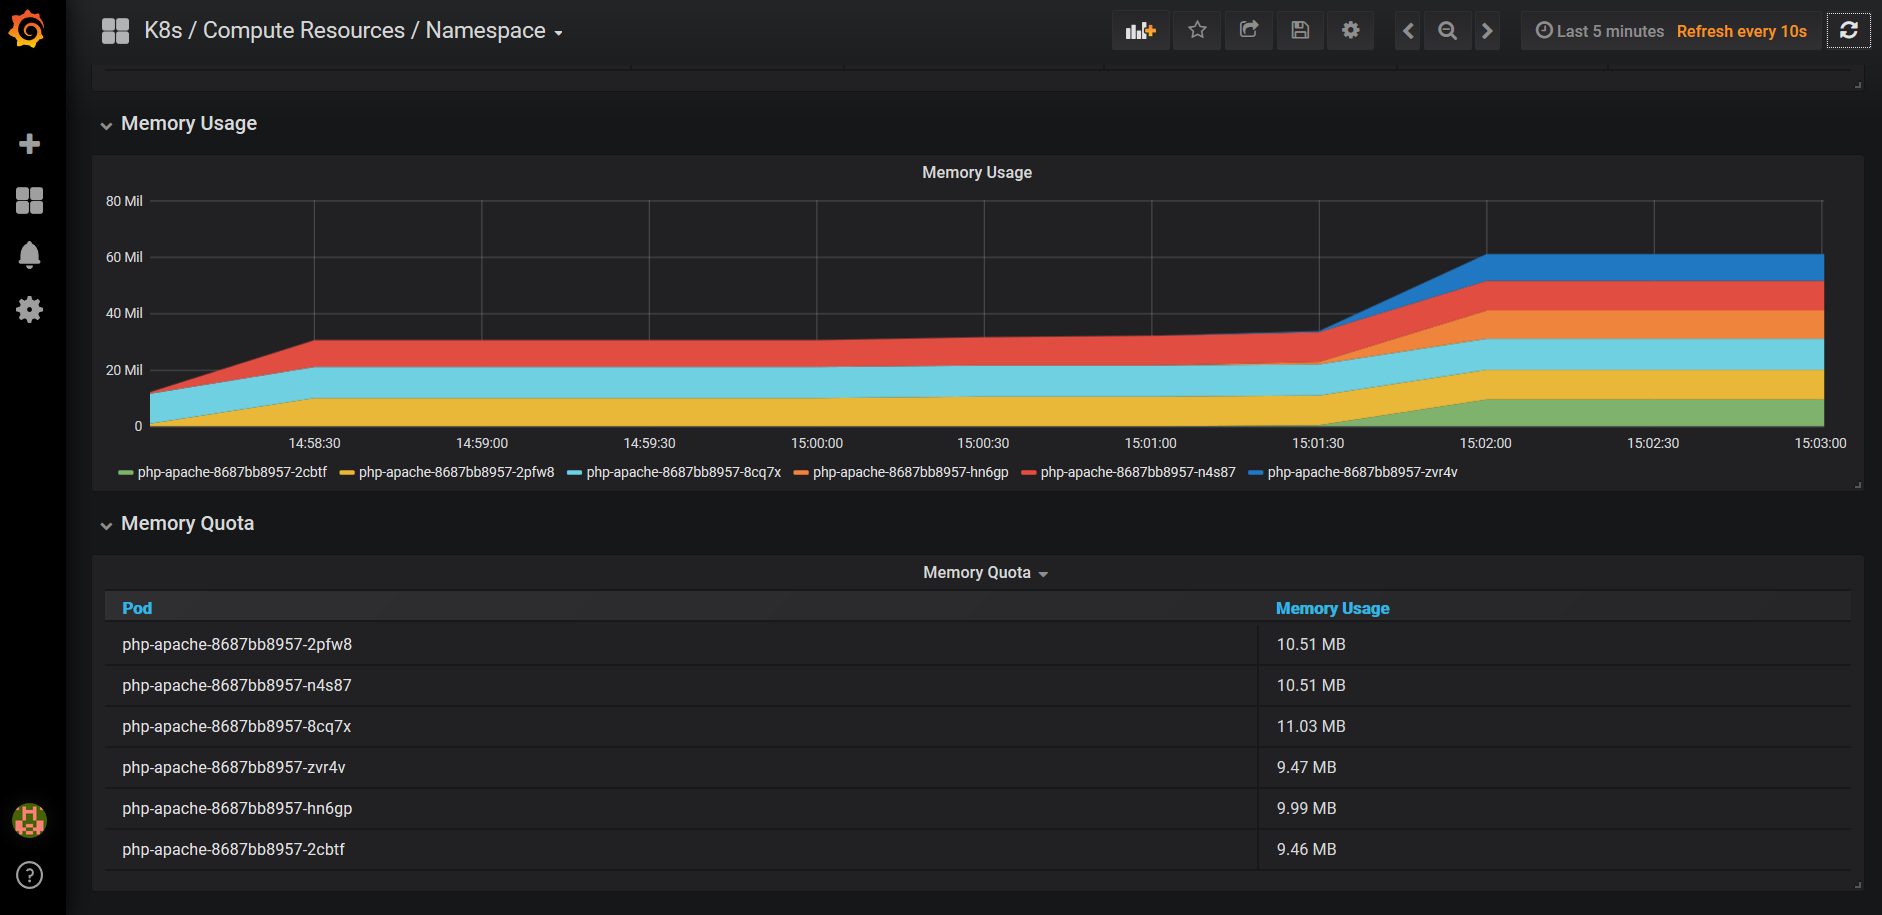 K8s / Compute Resources / Namespace
Last 5 minutes Refresh every 10s
Memory Usage
Memory Usage
80 Mil
60 Mil
40 Mil
20 Mil
0
14:58:30 14:59:00 14:59:30 15:00:00 15:00:30 15:01:00 15:01:30 15:02:00 15:02:30 15:03:00
php-apache-8687bb8957-2cbtf php-apache-8687bb8957-2pfw8 php-apache-8687bb8957-8cq7x php-apache-8687bb8957-hn6gp php-apache-8687bb8957-n4s87 php-apache-8687bb8957-zvr4v
Memory Quota
Memory Quota
Pod Memory Usage
php-apache-8687bb8957-2pfw8 10.51 MB
php-apache-8687bb8957-n4s87 10.51 MB
php-apache-8687bb8957-8cq7x 11.03 MB
php-apache-8687bb8957-zvr4v 9.47 MB
php-apache-8687bb8957-hn6gp 9.99 MB
php-apache-8687bb8957-2cbtf 9.46 MB
?